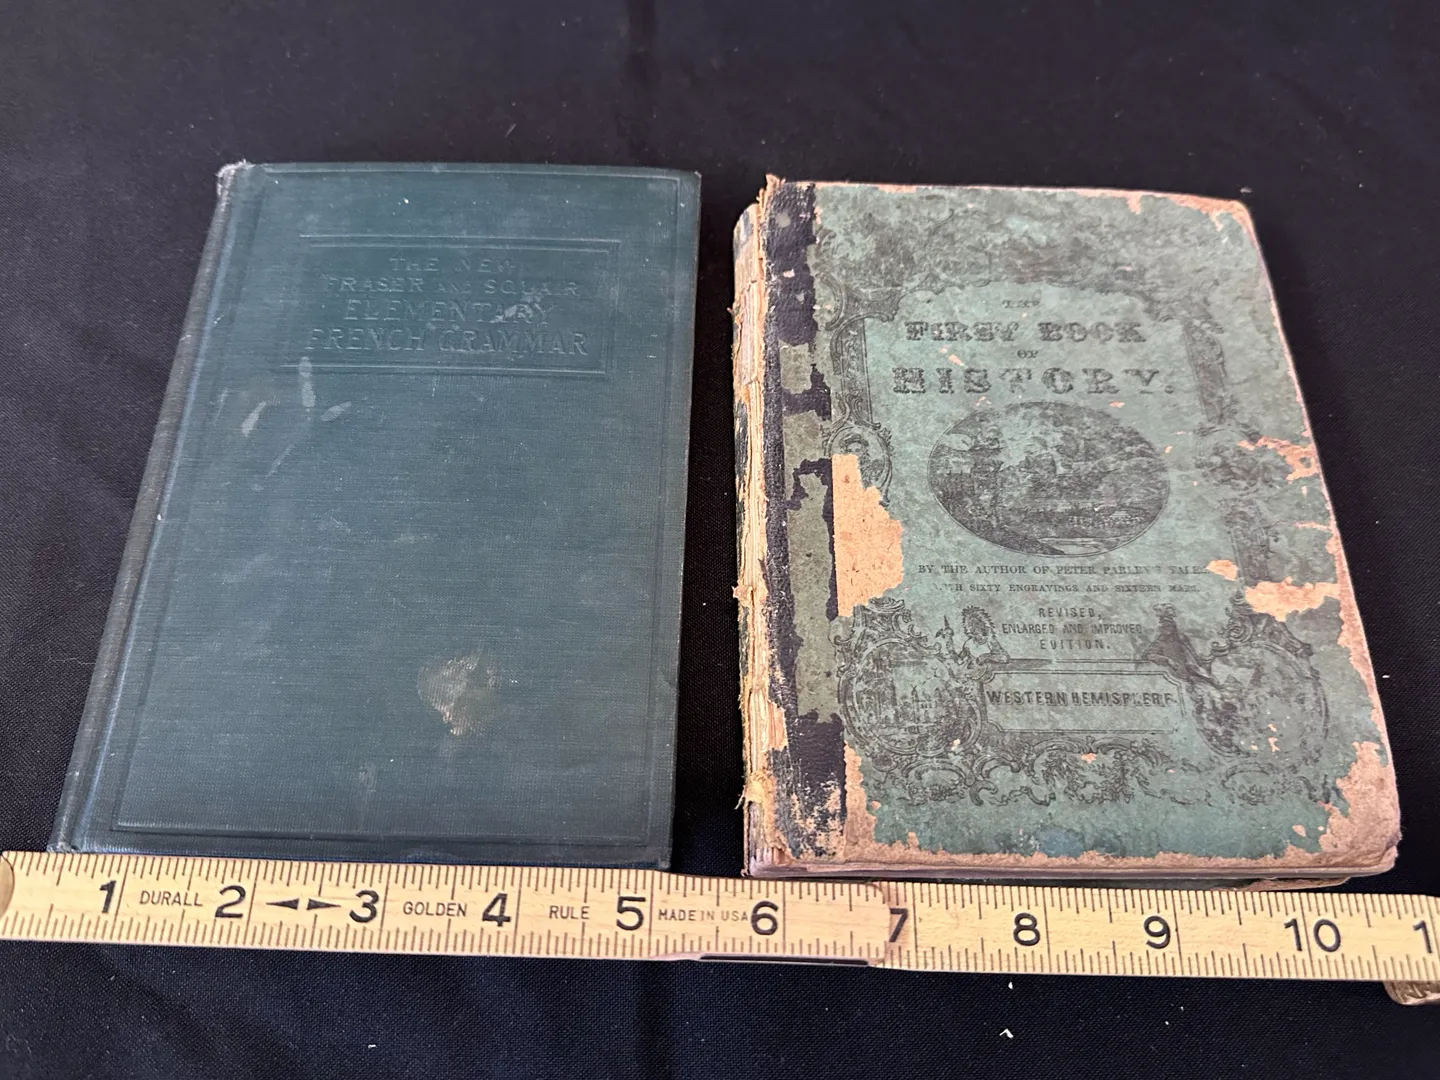 THE NEW
FRASER AND SQUAIR
ELEMENTARY
FRENCH GRAMMAR
THE
FIRST BOOK
OF
HISTORY.
BY THE AUTHOR OF PETER PARLEY'S TALES
WITH SIXTY ENGRAVINGS AND SIXTEEN MAPS.
REVISED,
ENLARGED AND IMPROVED
EDITION.
WESTERN HEMISPHERE.
1 DURALL 2 3 GOLDEN 4 RULE 5 MADE IN USA 6 7 8 9 10 1